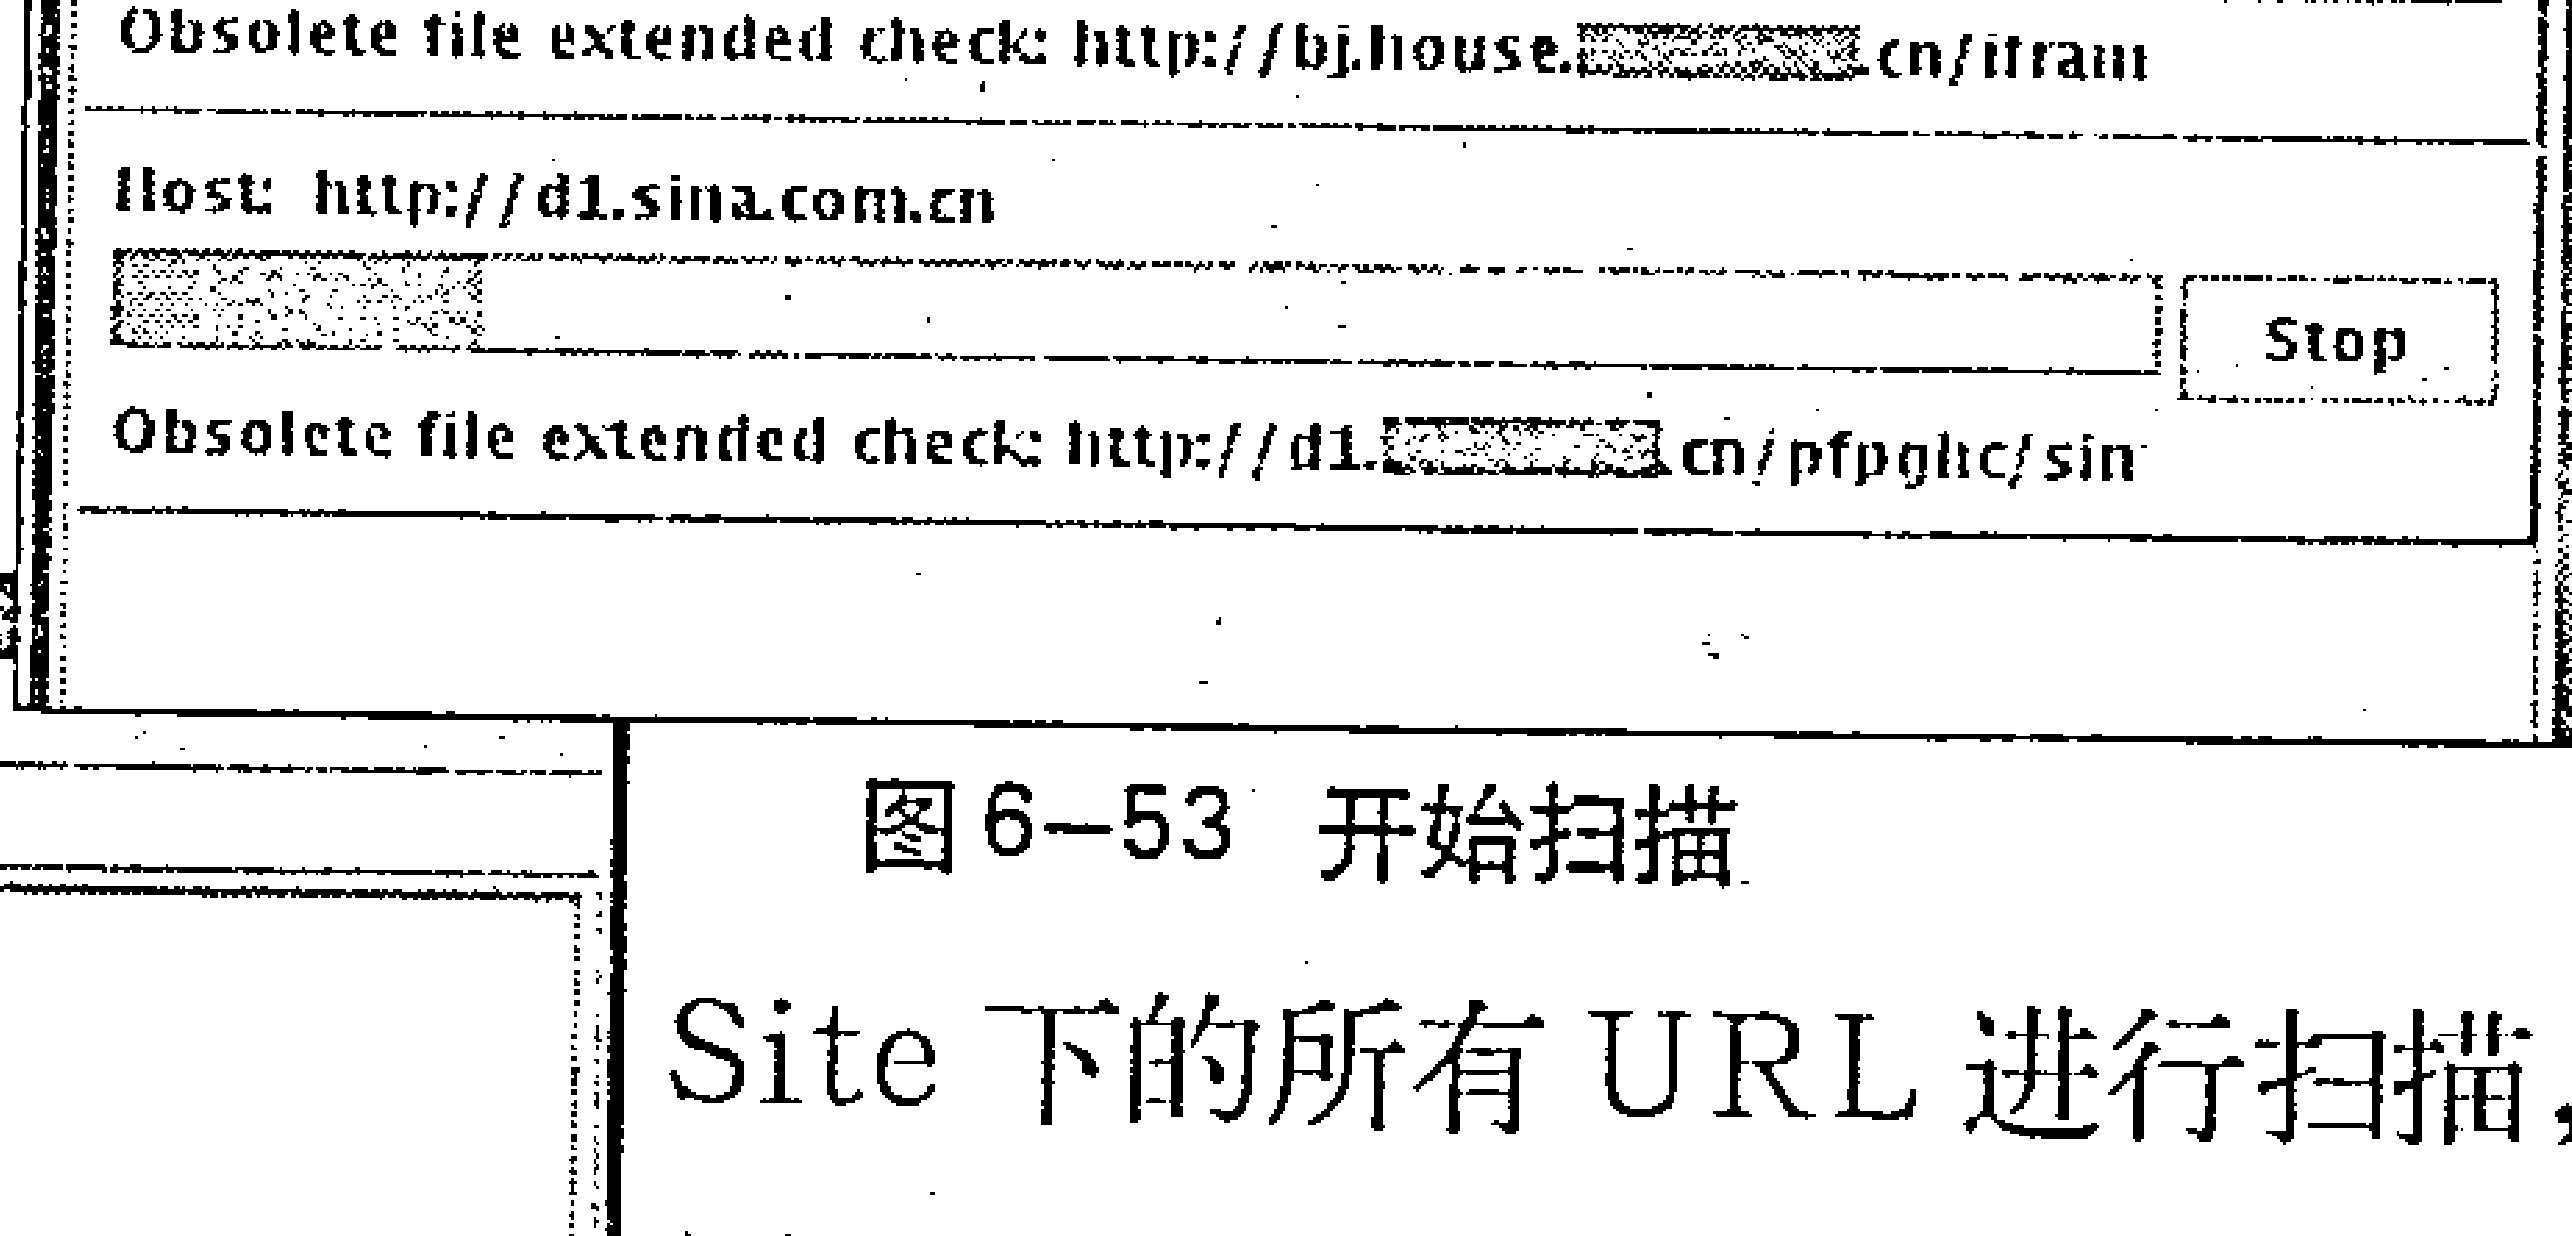 Obsolete file extended check: http://bj.house. .cn/ifram
Host: http://d1.sina.com.cn
Stop
Obsolete file extended check: http://d1. .cn/pfpghc/sin
图 6—53 开始扫描
Site 下的所有 URL 进行扫描，